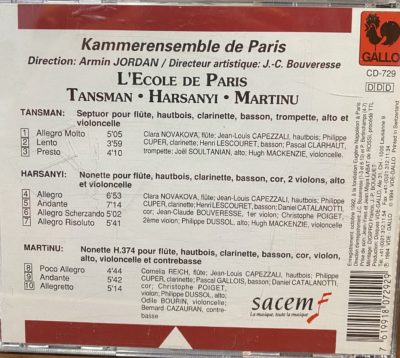 Kammerensemble de Paris
Direction: Armin JORDAN / Directeur artistique: J.-C. Bouveresse
GALLO
CD-729
DDD
L'ECOLE DE PARIS
TANSMAN • HARSANYI • MARTINU
TANSMAN: Septuor pour flûte, hautbois, clarinette, basson, trompette, alto et
violoncelle
1 Allegro Molto 5'05
2 Lento 3'59
3 Presto 4'10
Clara NOVAKOVA, flûte; Jean-Louis CAPEZZALI, hautbois; Philippe
CUPER, clarinette; Henri LESCOURET, basson; Pascal CLARHAUT,
trompette; Joël SOULTANIAN, alto; Hugh MACKENZIE, violoncelle.
HARSANYI: Nonette pour flûte, hautbois, clarinette, basson, cor, 2 violons, alto
et violoncelle
4 Allegro 6'53
5 Andante 7'14
6 Allegro Scherzando 5'02
7 Allegro Risoluto 5'41
Clara NOVAKOVA, flûte; Jean-Louis CAPEZZALI, hautbois; Philippe
CUPER, clarinette; Henri LESCOURET, basson; Daniel CATALANOTTI,
cor; Jean-Claude BOUVERESSE, 1er violon; Christophe POIGET,
2ème violon; Philippe DUSSOL, alto; Hugh MACKENZIE, violoncelle.
MARTINU: Nonette H.374 pour flûte, hautbois, clarinette, basson, cor, violon,
alto, violoncelle et contrebasse
8 Poco Allegro 4'44
9 Andante 5'42
10 Allegretto 5'14
Cornelia REICH, flûte; Jean-Louis CAPEZZALI, hautbois; Philippe
CUPER, clarinette; Pascal GALLOIS, basson; Daniel CATALANOTTI,
cor; Christophe POIGET, violon; Philippe DUSSOL, alto;
Odile BOURIN, violoncelle;
Bernard CAZAURAN, contrebasse.
sacem
La musique, toute la musique.
7 619918 072929